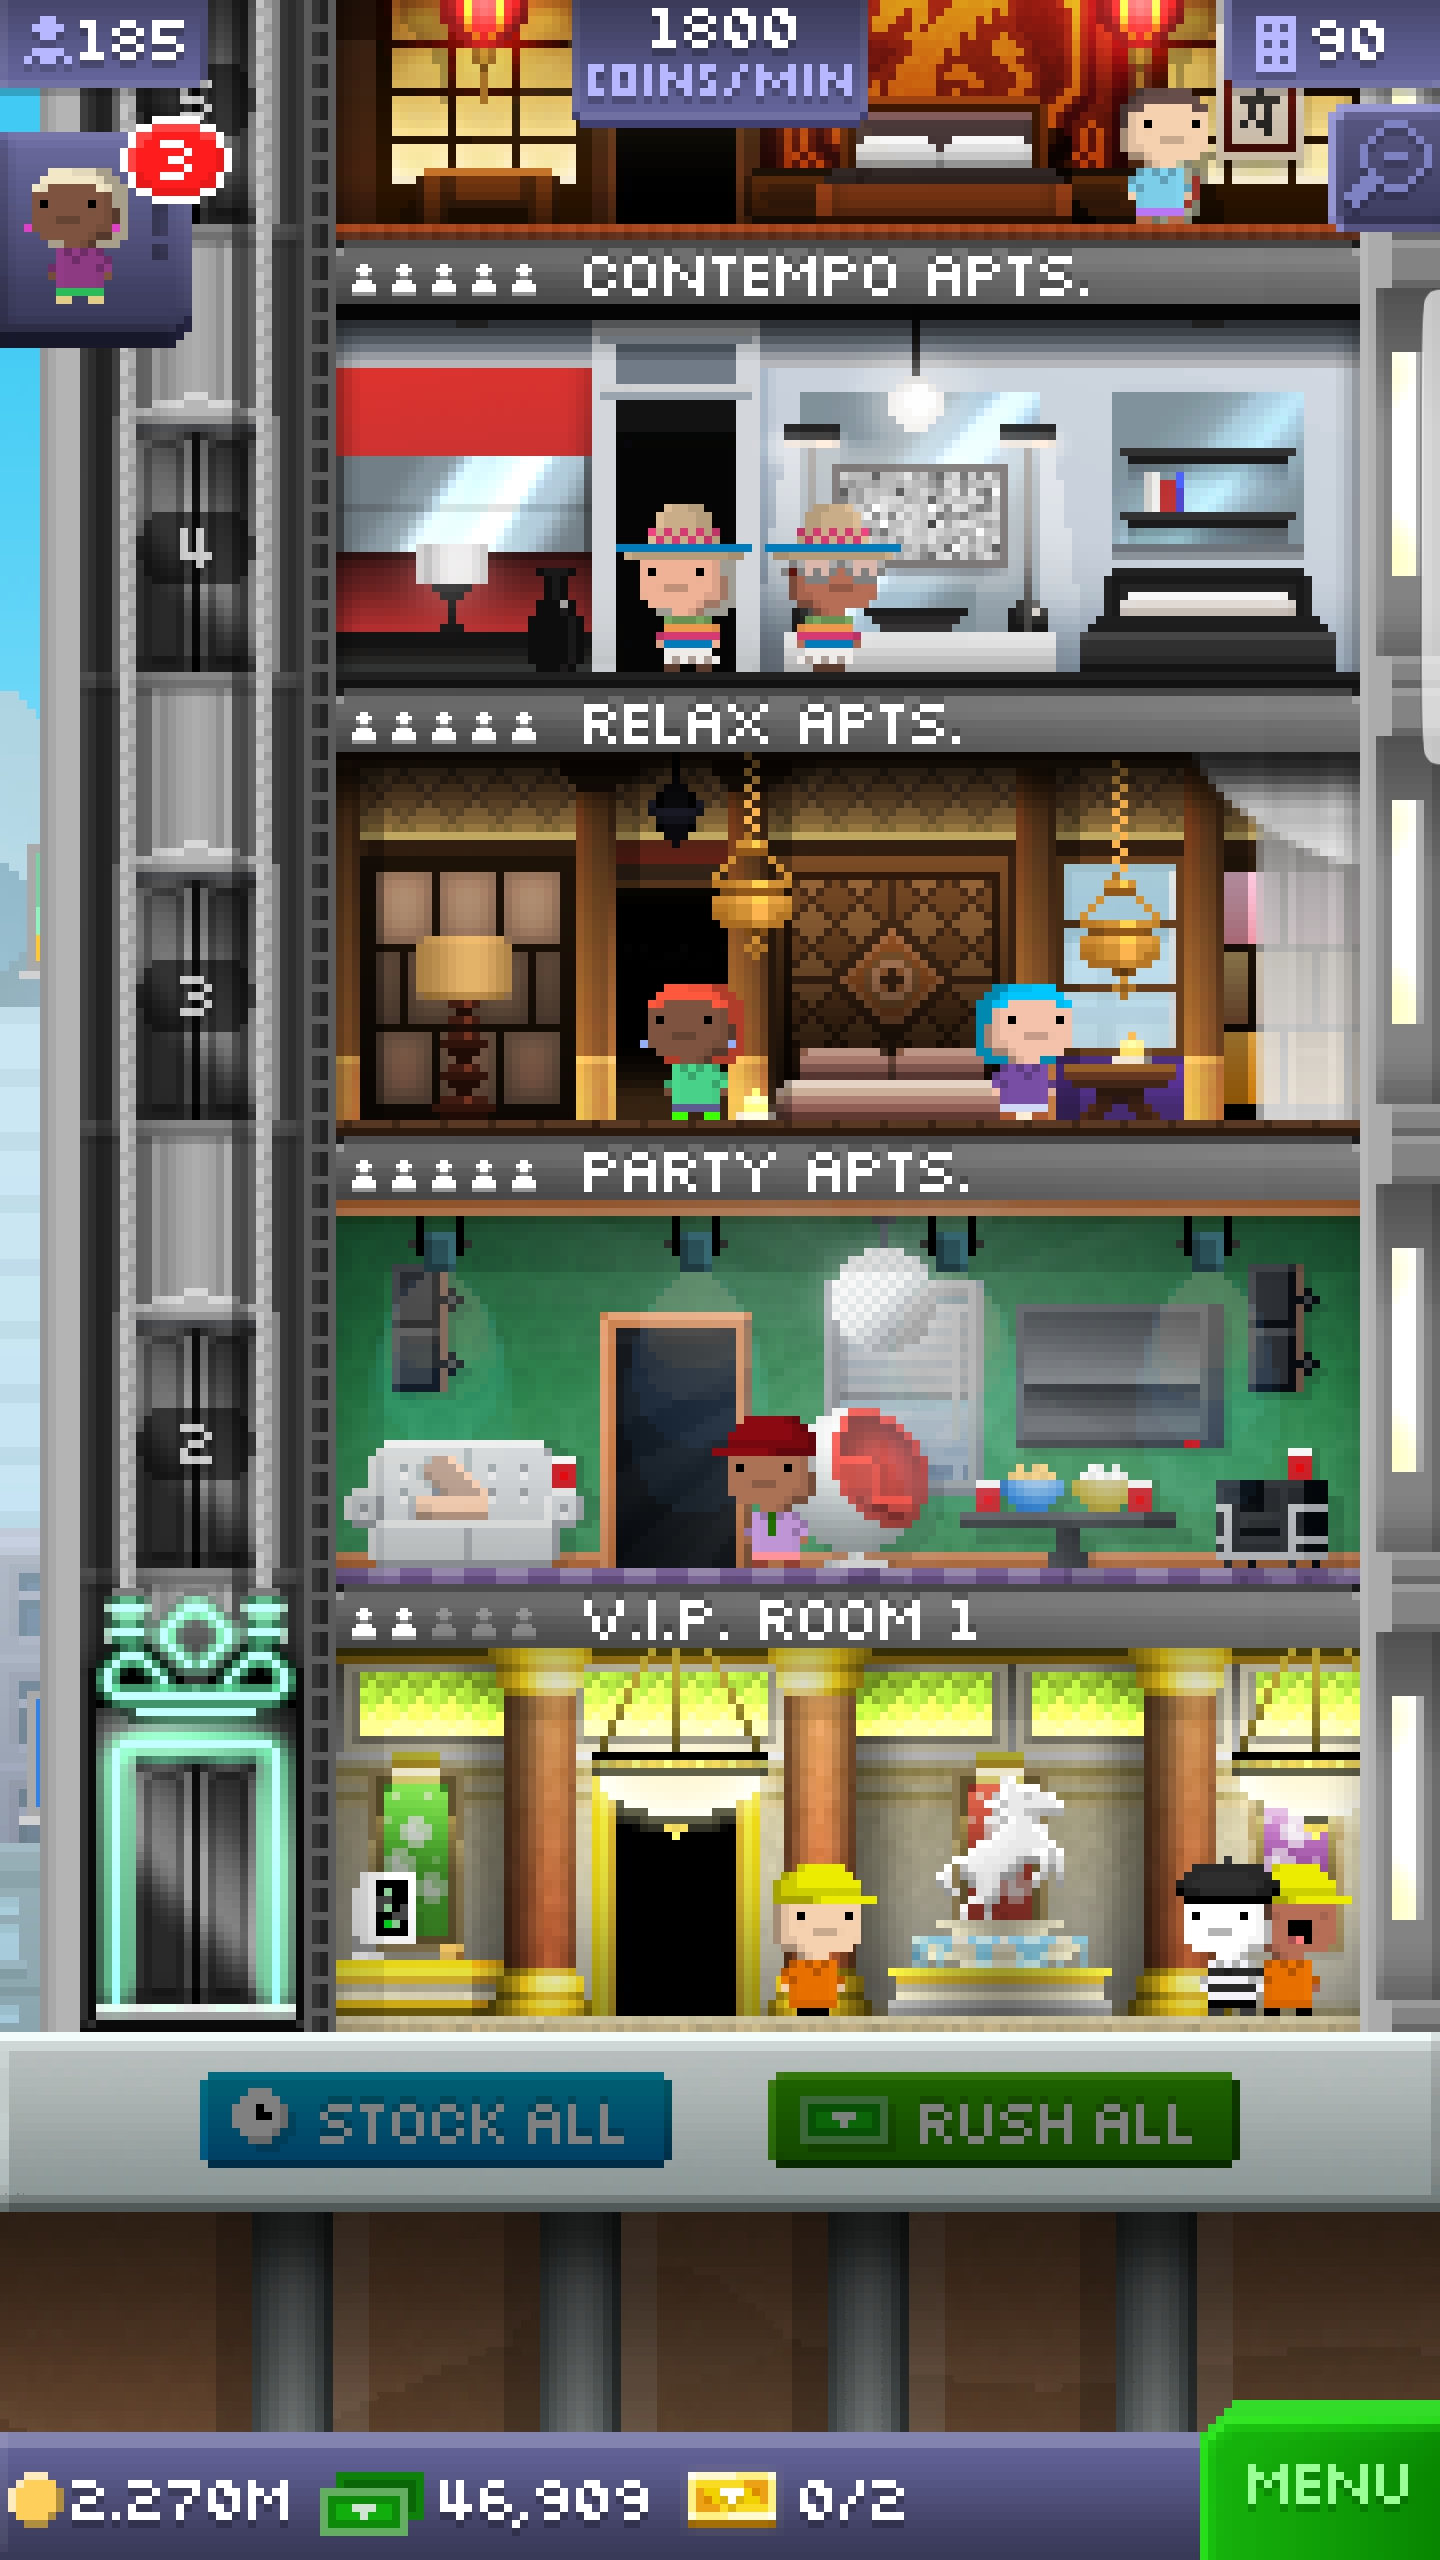 185
1800
COINS/MIN
90
5
3
CONTEMPO APTS.
4
RELAX APTS.
3
PARTY APTS.
2
V.I.P. ROOM 1
STOCK ALL
RUSH ALL
2.270M
46,909
0/2
MENU